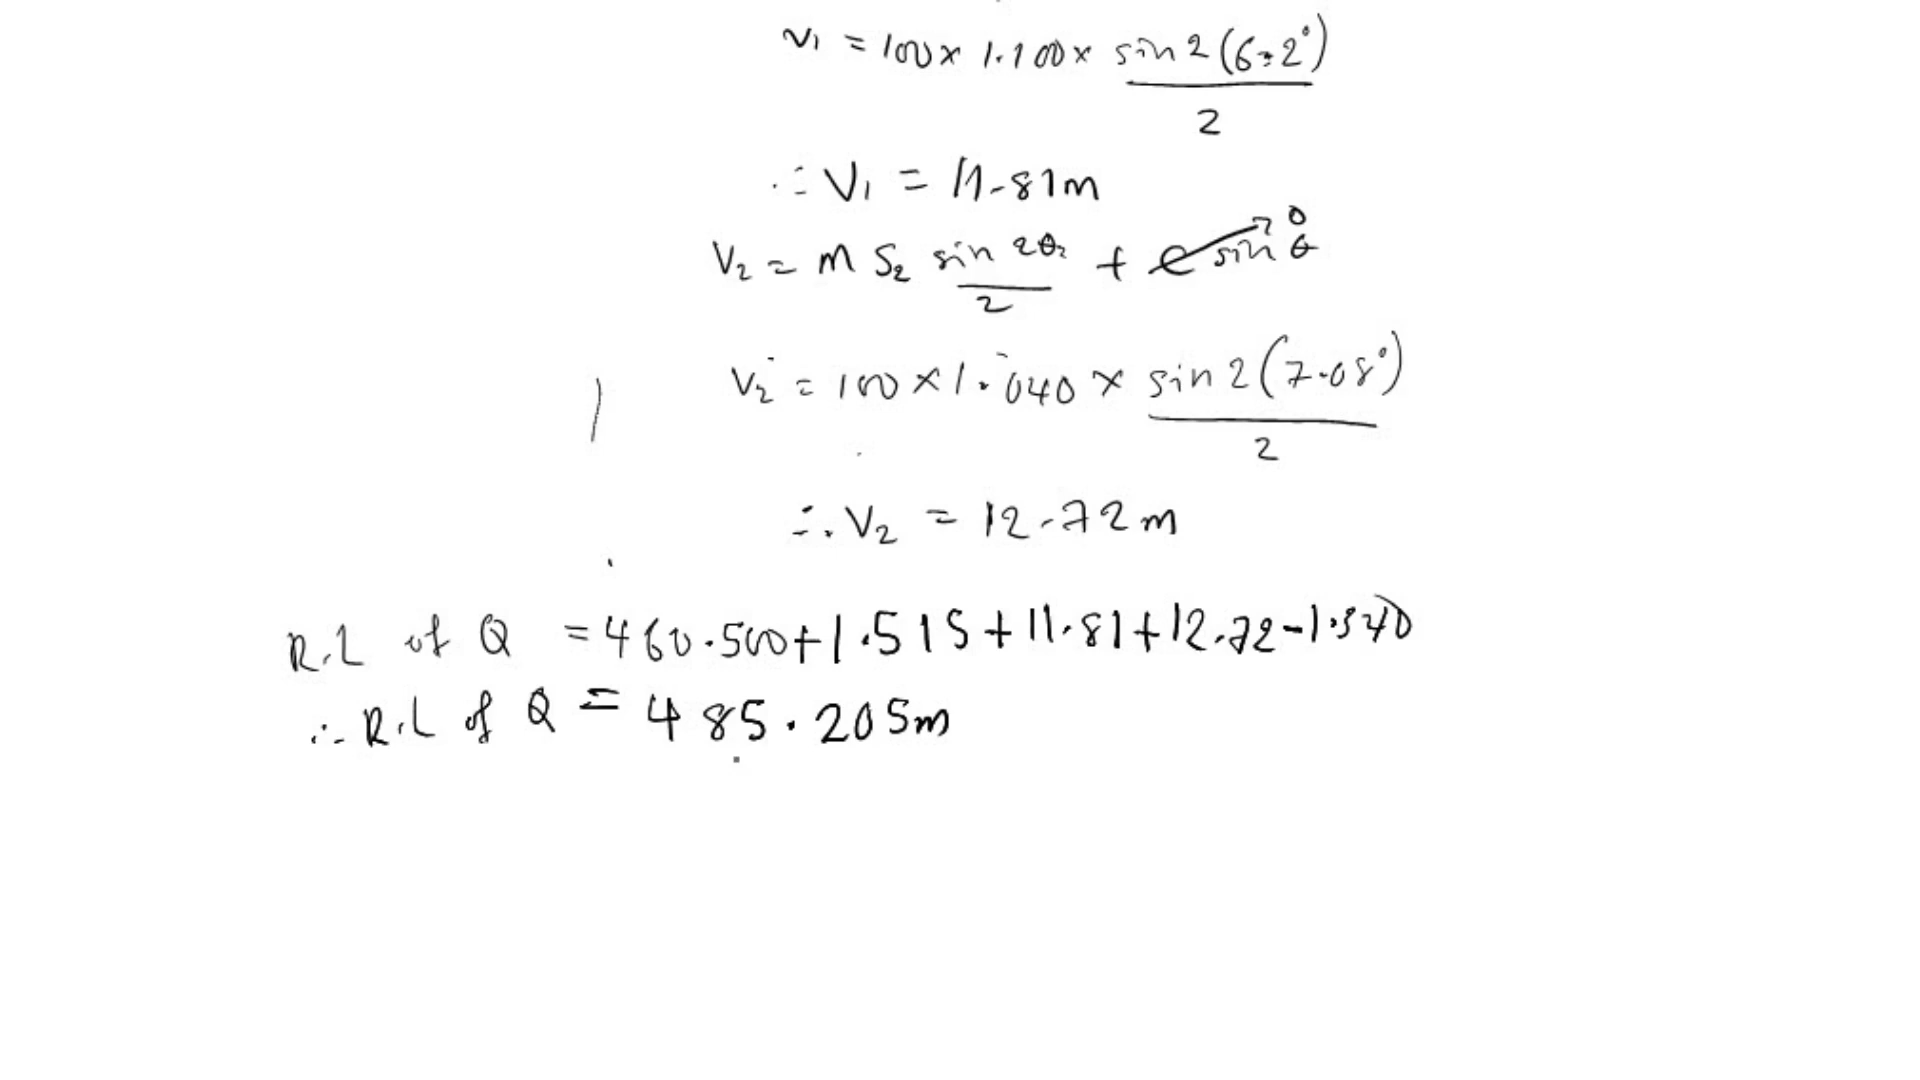 V1 = 100 x 1.100 x sin 2 (6.2°)
2
∴ V1 = 11.81m
V2 = m S2 sin 2θ2 + e sin θ 0
2
V2 = 100 x 1.040 x sin 2 (7.08°)
2
∴ V2 = 12.72 m
R.L of Q = 460.500 + 1.515 + 11.81 + 12.72 - 1.340
∴ R.L of Q = 485.205m